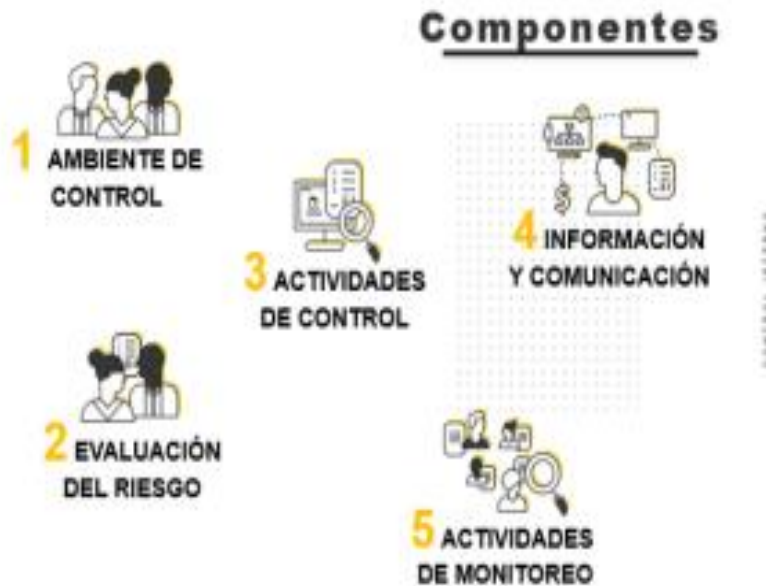 Componentes
1 AMBIENTE DE
CONTROL
2 EVALUACIÓN
DEL RIESGO
3 ACTIVIDADES
DE CONTROL
4 INFORMACIÓN
Y COMUNICACIÓN
5 ACTIVIDADES
DE MONITOREO